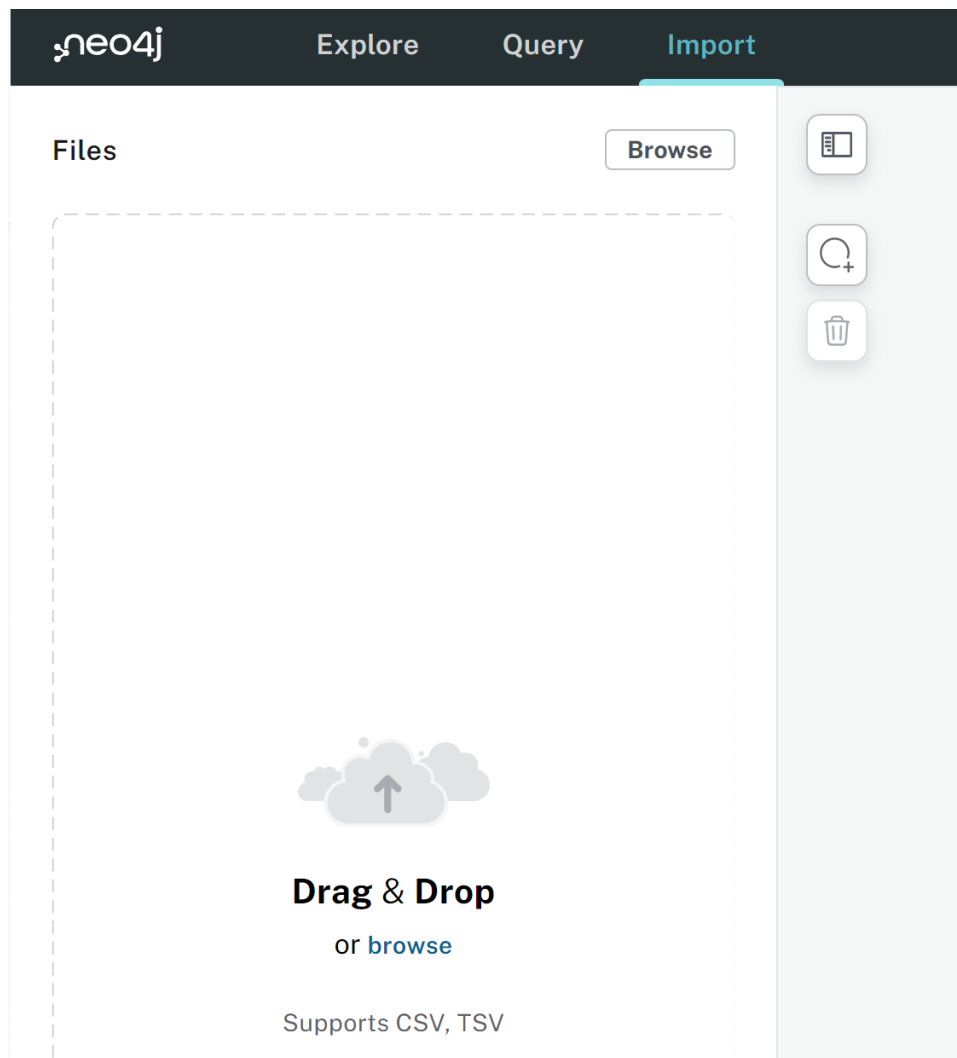 neo4j Explore Query Import
Files Browse
Drag & Drop
or browse
Supports CSV, TSV